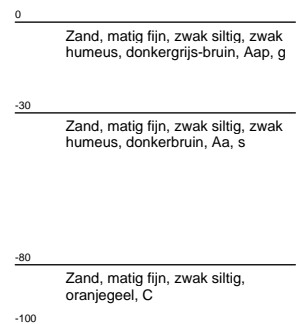 0
Zand, matig fijn, zwak siltig, zwak
humeus, donkergrijs-bruin, Aap, g
-30
Zand, matig fijn, zwak siltig, zwak
humeus, donkerbruin, Aa, s
-80
Zand, matig fijn, zwak siltig,
oranjegeel, C
-100